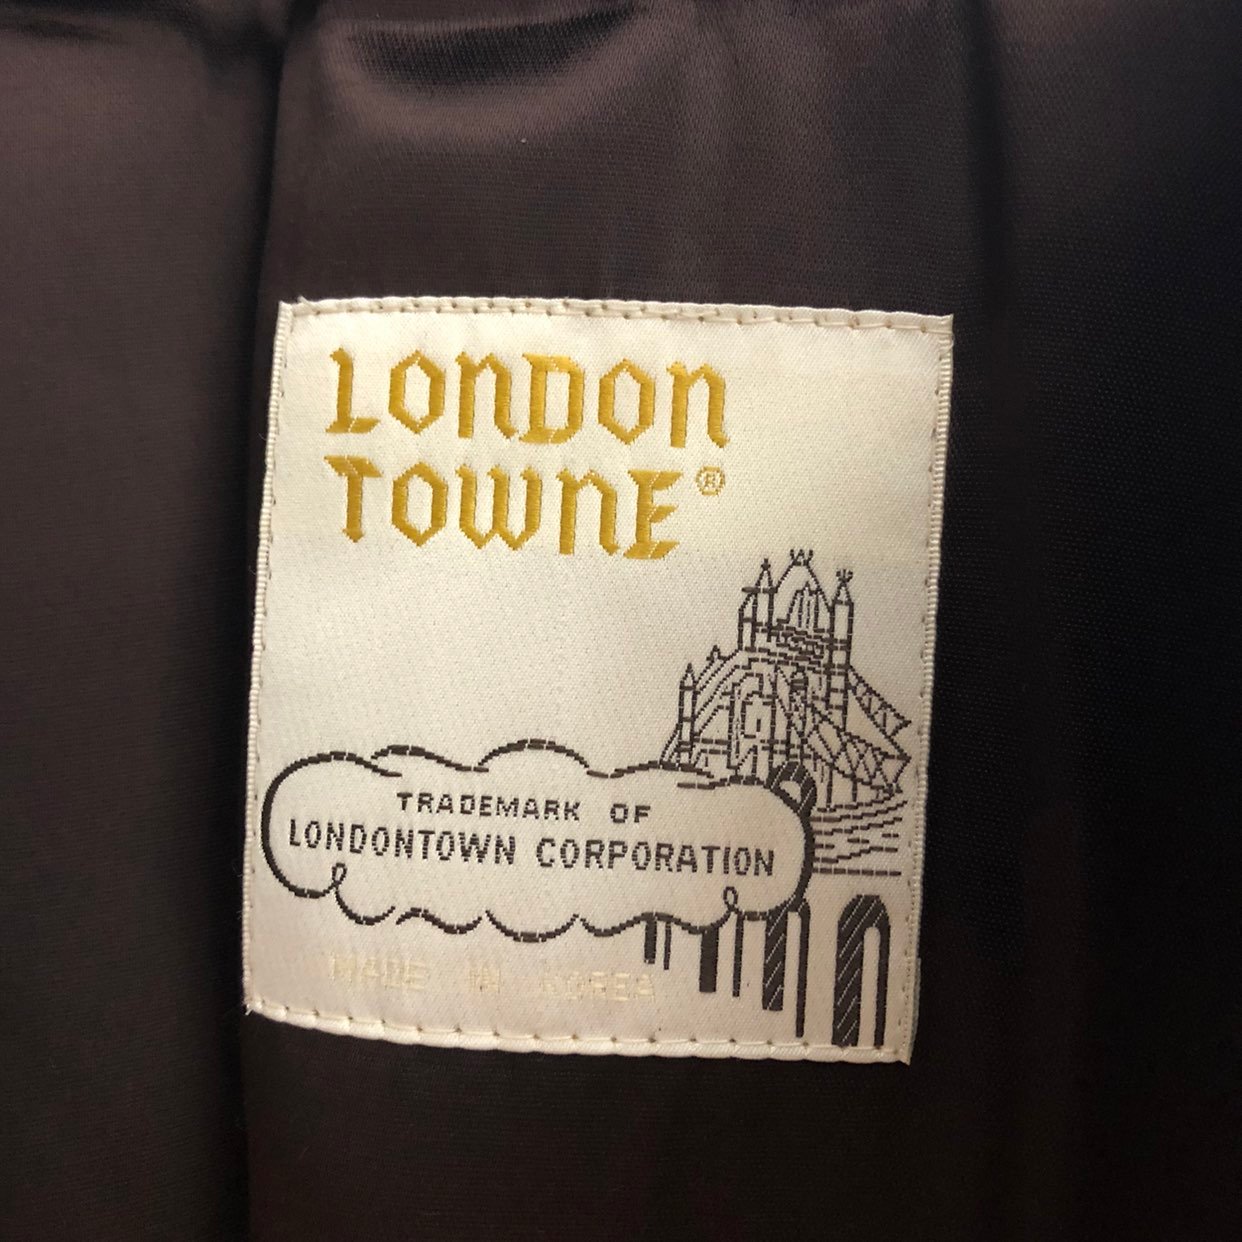 LONDON
TOWNE®
TRADEMARK OF
LONDONTOWN CORPORATION
MADE IN KOREA